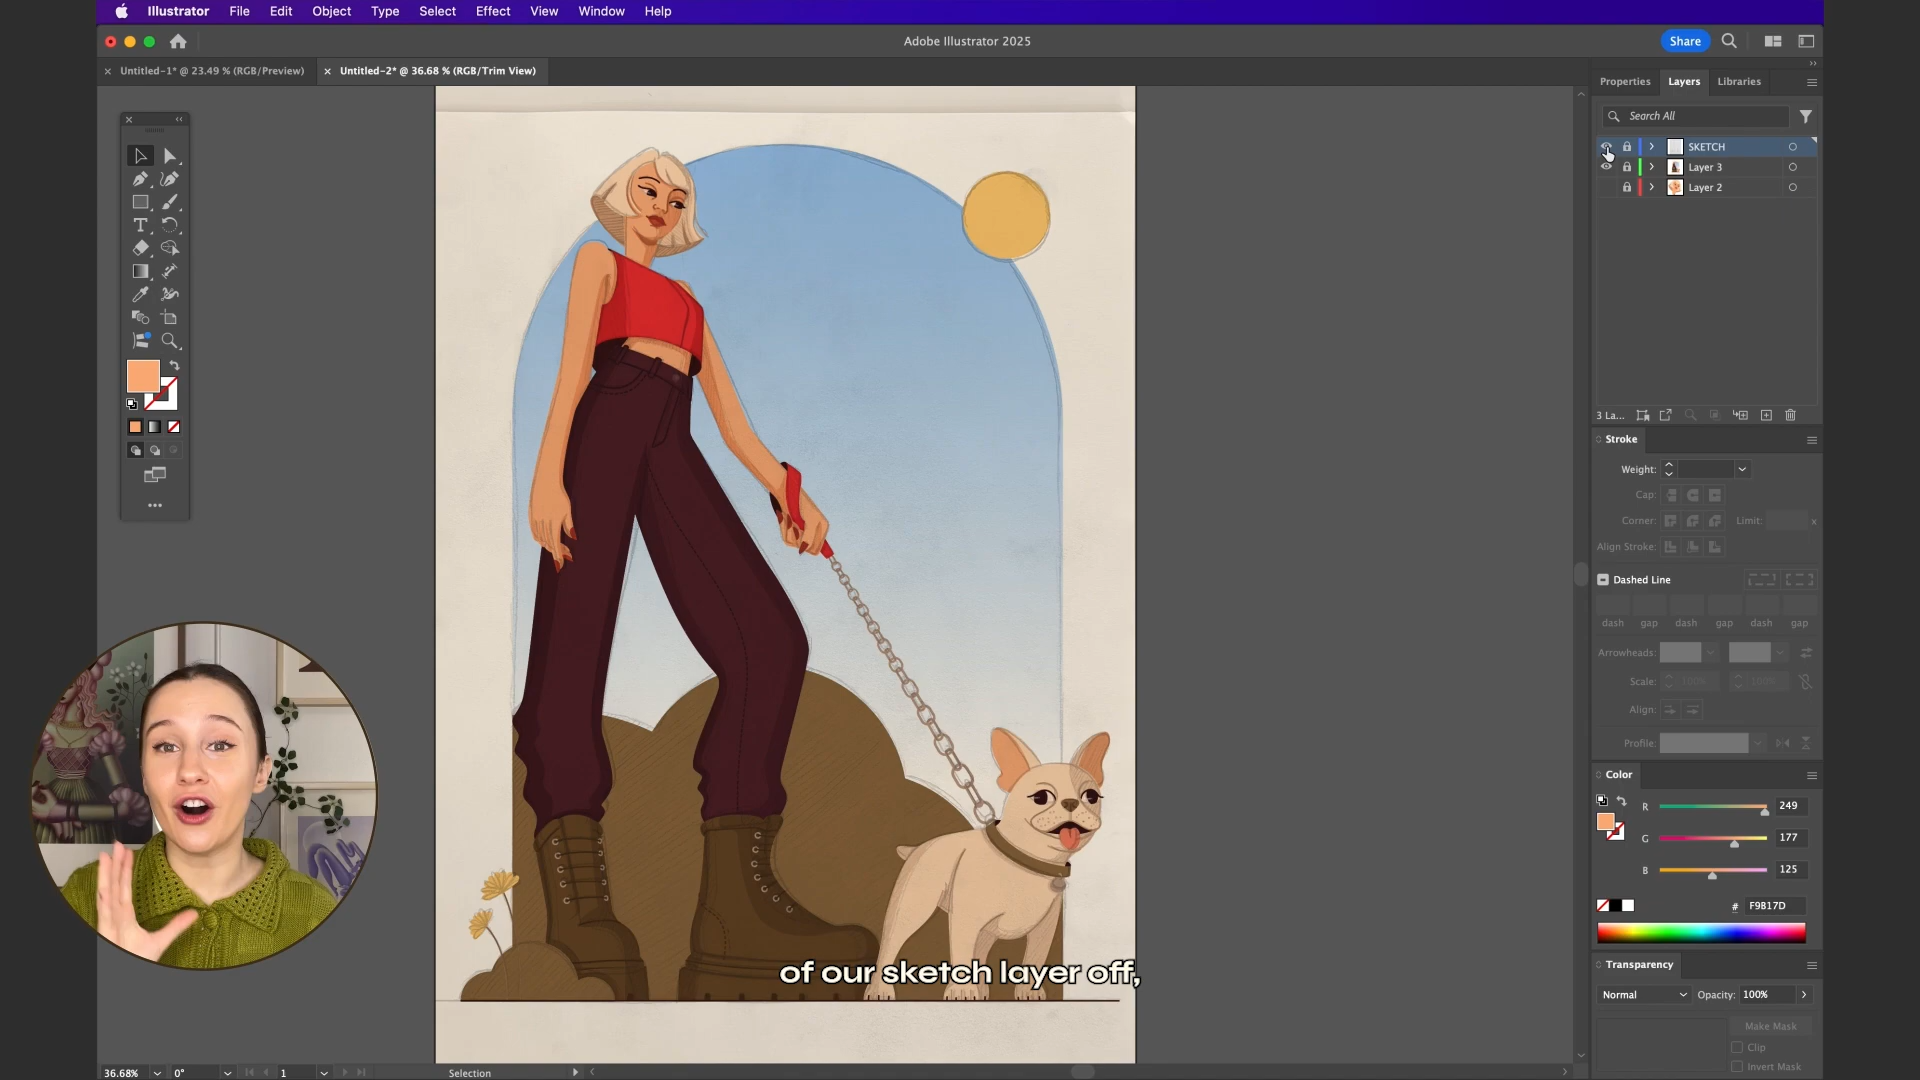 Illustrator File Edit Object Type Select Effect View Window Help
Adobe Illustrator 2025
Share
Untitled-1* @ 23.49 % (RGB/Preview)
Untitled-2* @ 36.68 % (RGB/Trim View)
Properties Layers Libraries
Search All
SKETCH
Layer 3
Layer 2
3 La...
Stroke
Weight:
Cap:
Corner:
Limit:
x
Align Stroke:
Dashed Line
dash gap dash gap dash gap
Arrowheads:
Scale: 100% 100%
Align:
Profile:
Color
R 249
G 177
B 125
# F9B17D
Transparency
Normal Opacity: 100%
Make Mask
Clip
Invert Mask
of our sketch layer off,
36.68% 0° 1 Selection